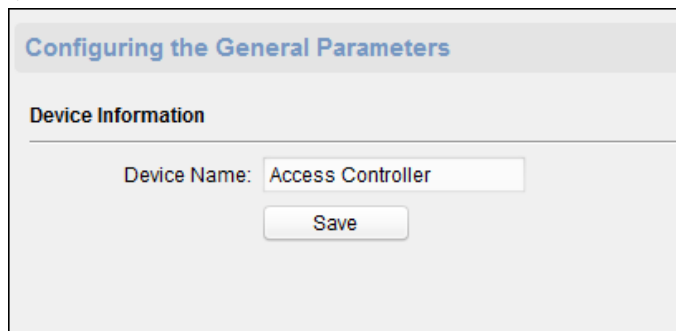 Configuring the General Parameters
Device Information
Device Name: Access Controller
Save